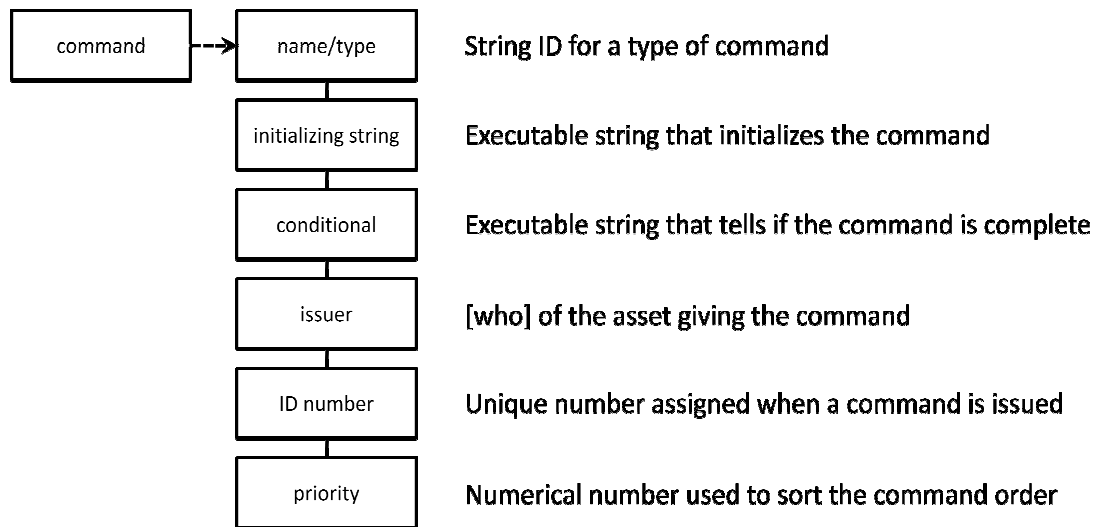 command
name/type
String ID for a type of command
initializing string
Executable string that initializes the command
conditional
Executable string that tells if the command is complete
issuer
[who] of the asset giving the command
ID number
Unique number assigned when a command is issued
priority
Numerical number used to sort the command order